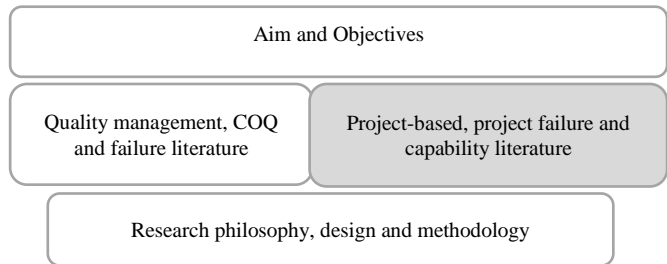 Aim and Objectives
Quality management, COQ
and failure literature
Project-based, project failure and
capability literature
Research philosophy, design and methodology